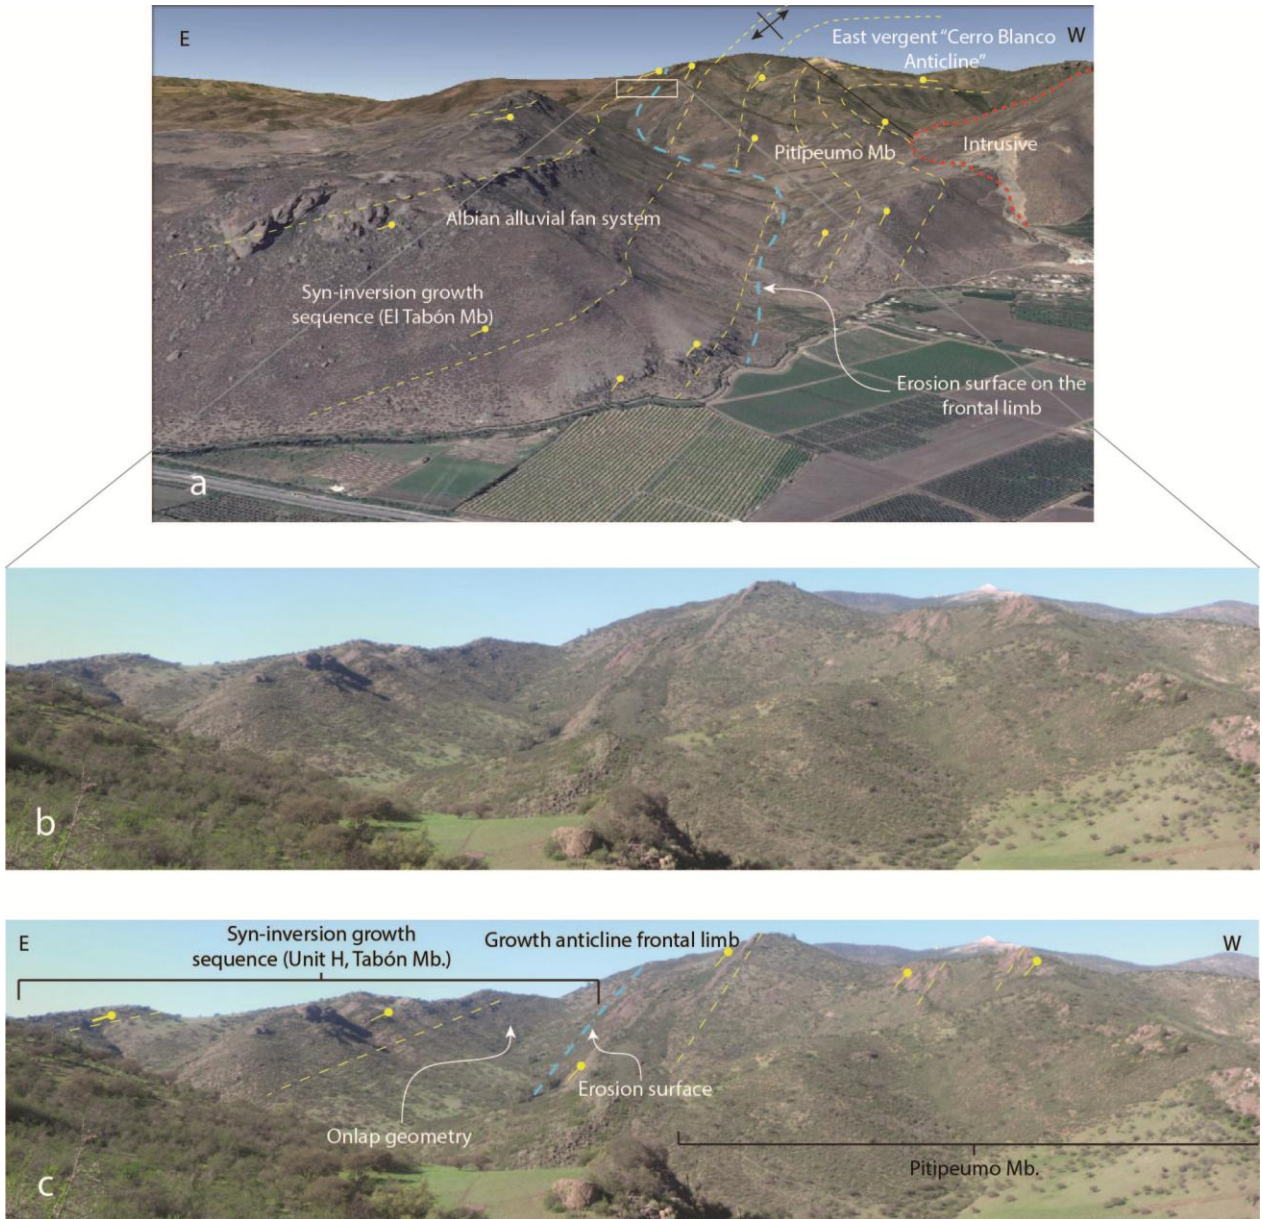 E
East vergent “Cerro Blanco
Anticline”
W
Pitipeumo Mb
Intrusive
Albian alluvial fan system
Syn-inversion growth
sequence (El Tabón Mb)
Erosion surface on the
frontal limb
a
b
E
Syn-inversion growth
sequence (Unit H, Tabón Mb.)
Growth anticline frontal limb
W
Erosion surface
Onlap geometry
Pitipeumo Mb.
c